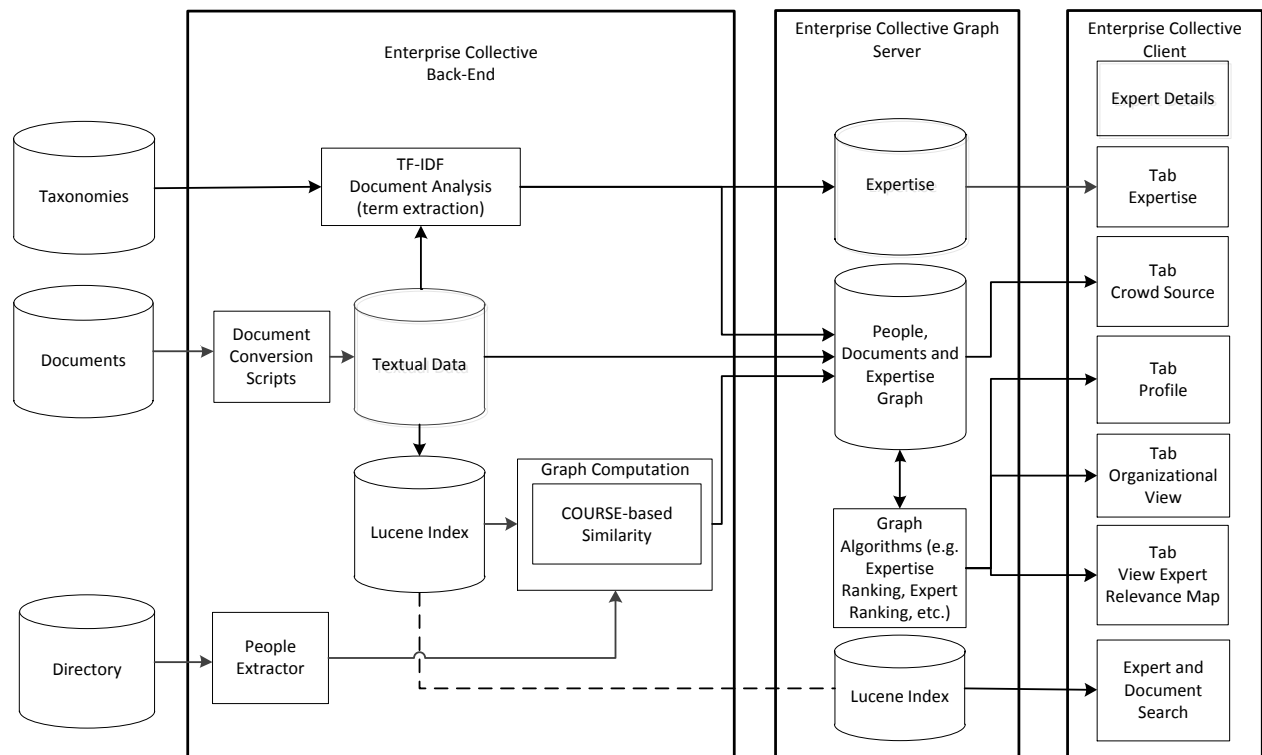 Enterprise Collective
Back-End
Enterprise Collective Graph
Server
Enterprise Collective
Client
Taxonomies
Documents
Directory
TF-IDF
Document Analysis
(term extraction)
Document
Conversion
Scripts
Textual Data
Lucene Index
Graph Computation
COURSE-based
Similarity
People
Extractor
Expertise
People,
Documents and
Expertise
Graph
Graph
Algorithms (e.g.
Expertise
Ranking, Expert
Ranking, etc.)
Lucene Index
Expert Details
Tab
Expertise
Tab
Crowd Source
Tab
Profile
Tab
Organizational
View
Tab
View Expert
Relevance Map
Expert and
Document
Search